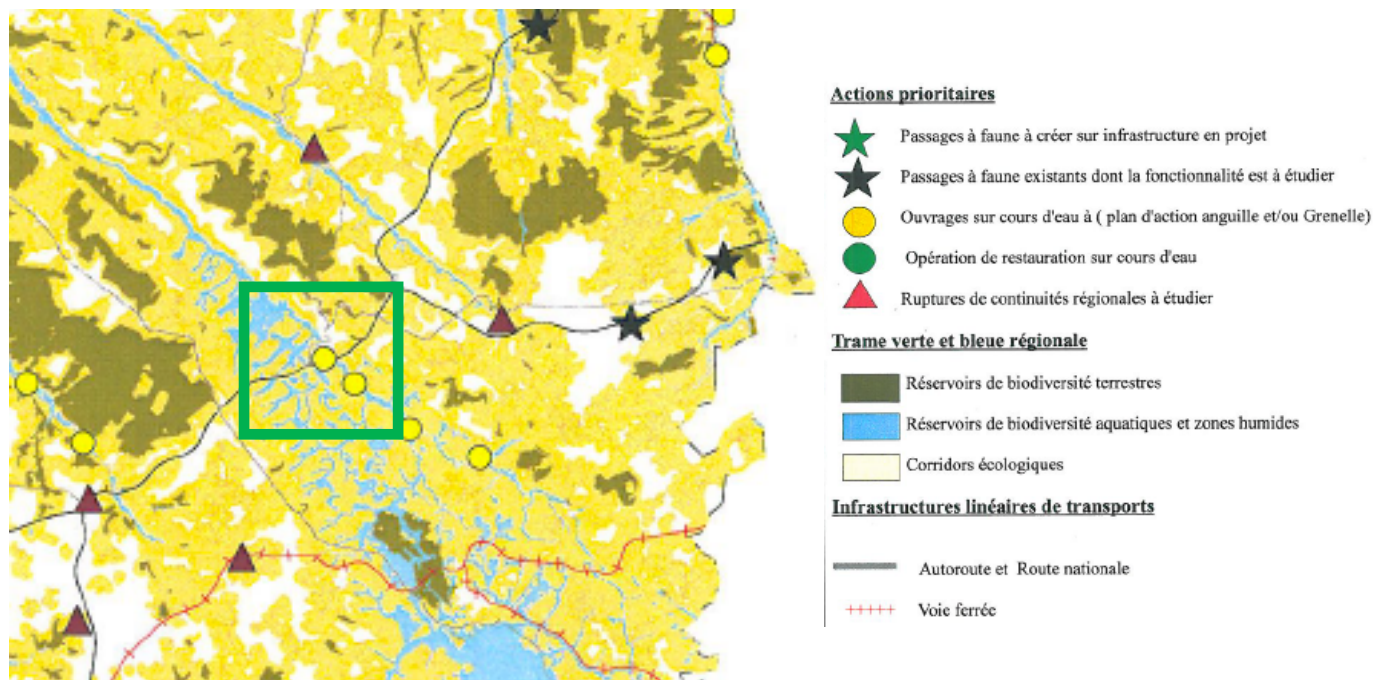 Actions prioritaires
Passages à faune à créer sur infrastructure en projet
Passages à faune existants dont la fonctionnalité est à étudier
Ouvrages sur cours d'eau à ( plan d'action anguille et/ou Grenelle)
Opération de restauration sur cours d'eau
Ruptures de continuités régionales à étudier
Trame verte et bleue régionale
Réservoirs de biodiversité terrestres
Réservoirs de biodiversité aquatiques et zones humides
Corridors écologiques
Infrastructures linéaires de transports
Autoroute et Route nationale
Voie ferrée